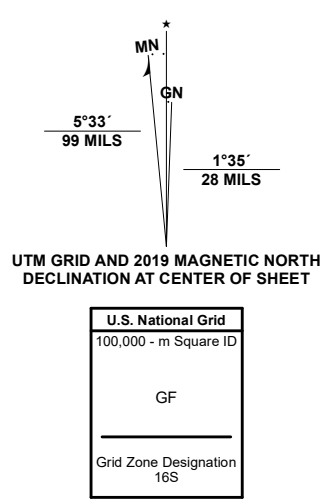 ★
MN
GN
5°33´
99 MILS
1°35´
28 MILS
UTM GRID AND 2019 MAGNETIC NORTH
DECLINATION AT CENTER OF SHEET
U.S. National Grid
100,000 - m Square ID
GF
Grid Zone Designation
16S